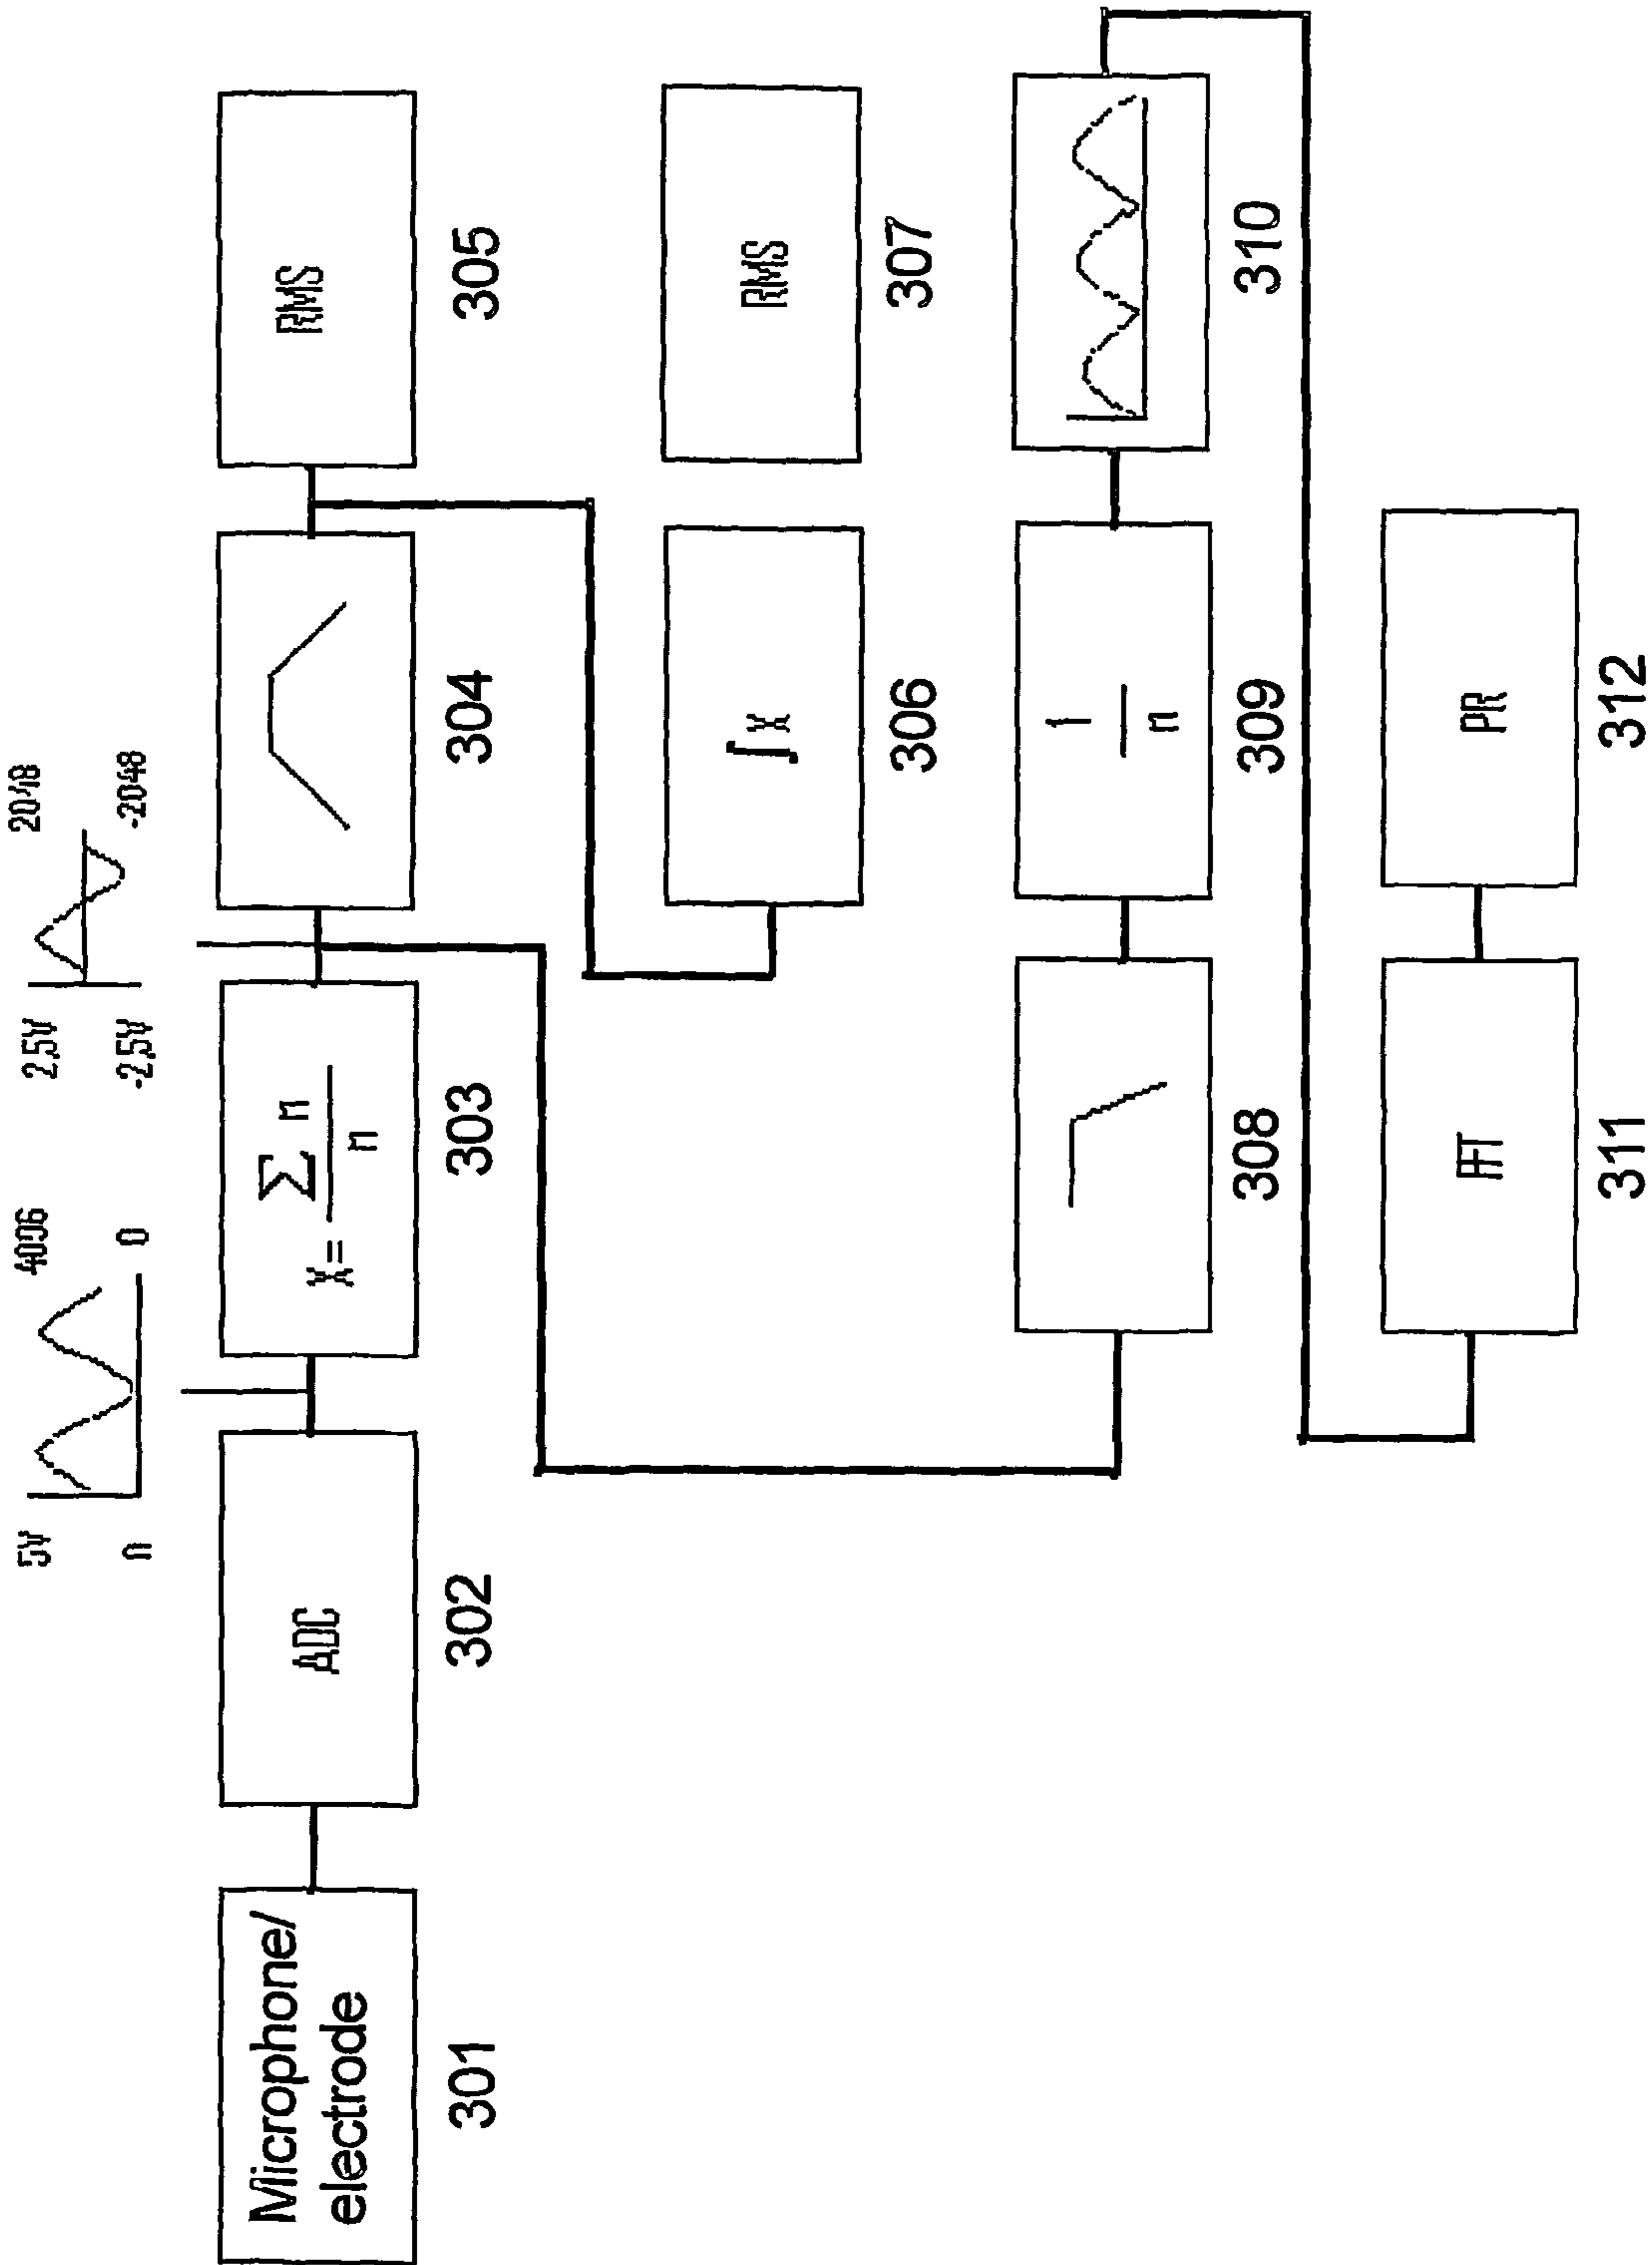 5V 4096
0 0
2.5V 2048
-2.5V -2048
Microphone/
electrode
301
ADC
302
X = ∑ n
n
303
304
RMS
305
∫ x
306
RMS
307
308
1
n
309
310
FFT
311
PR
312